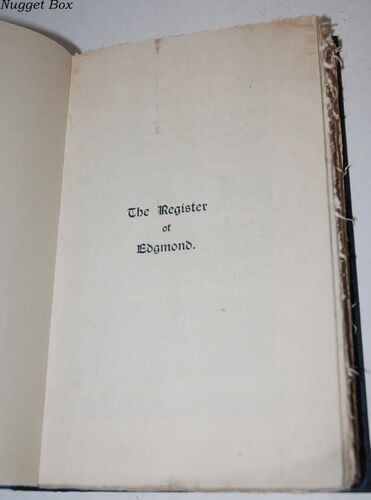 Nugget Box
The Register
of
Edgmond.